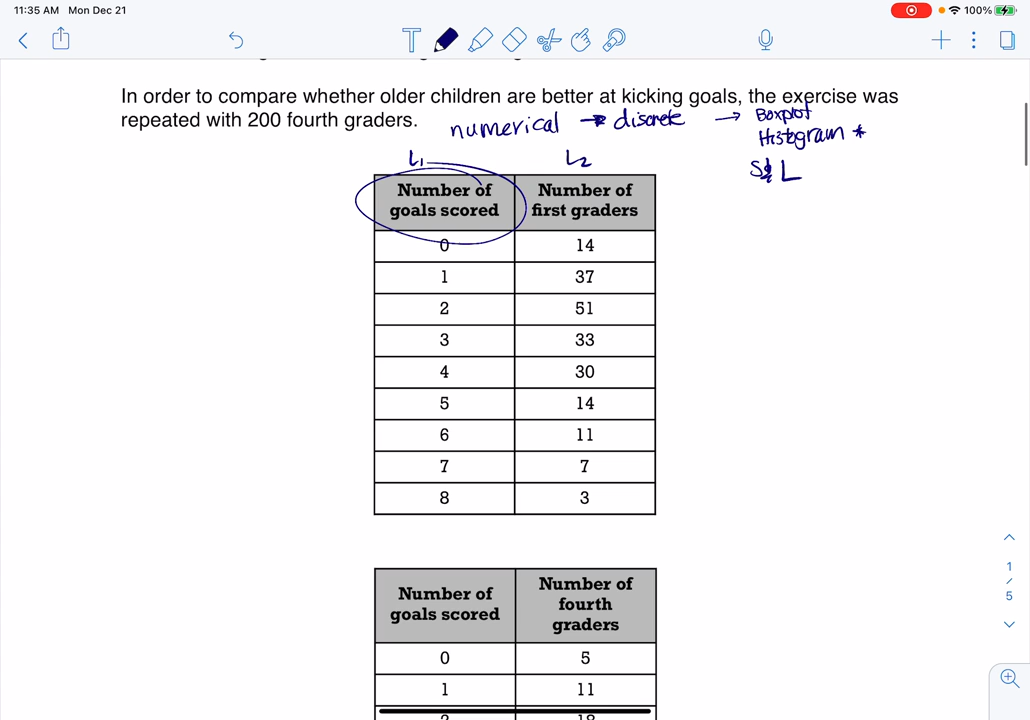 11:35 AM Mon Dec 21
100%
In order to compare whether older children are better at kicking goals, the exercise was
repeated with 200 fourth graders.
numerical → discrete → Boxplot
Histogram *
S&L
L1 L2
Number of goals scored Number of first graders
0 14
1 37
2 51
3 33
4 30
5 14
6 11
7 7
8 3
Number of goals scored Number of fourth graders
0 5
1 11
1
/
5